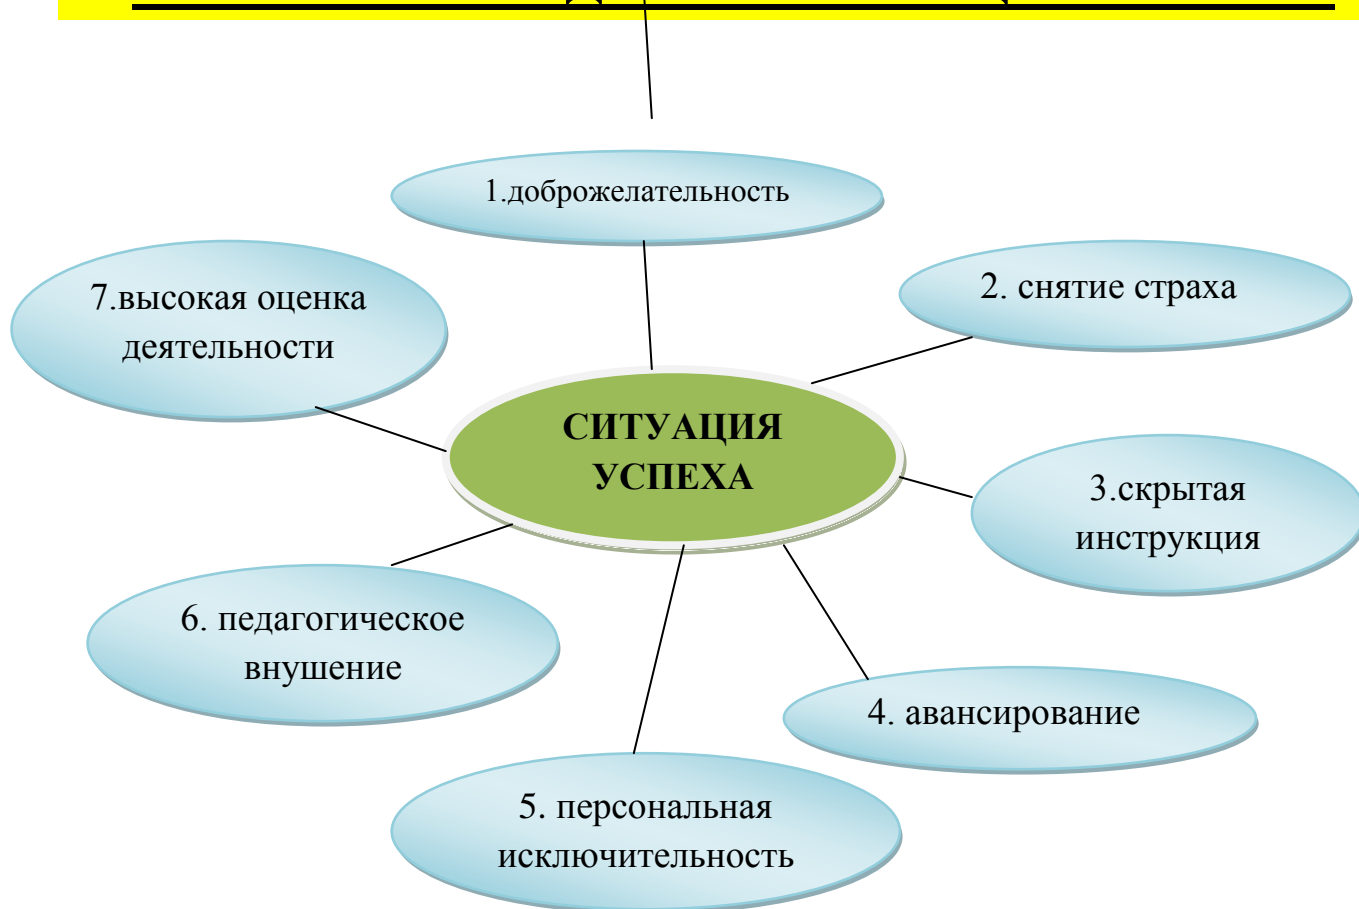 1.доброжелательность
2. снятие страха
7.высокая оценка
деятельности
СИТУАЦИЯ
УСПЕХА
3.скрытая
инструкция
6. педагогическое
внушение
4. авансирование
5. персональная
исключительность